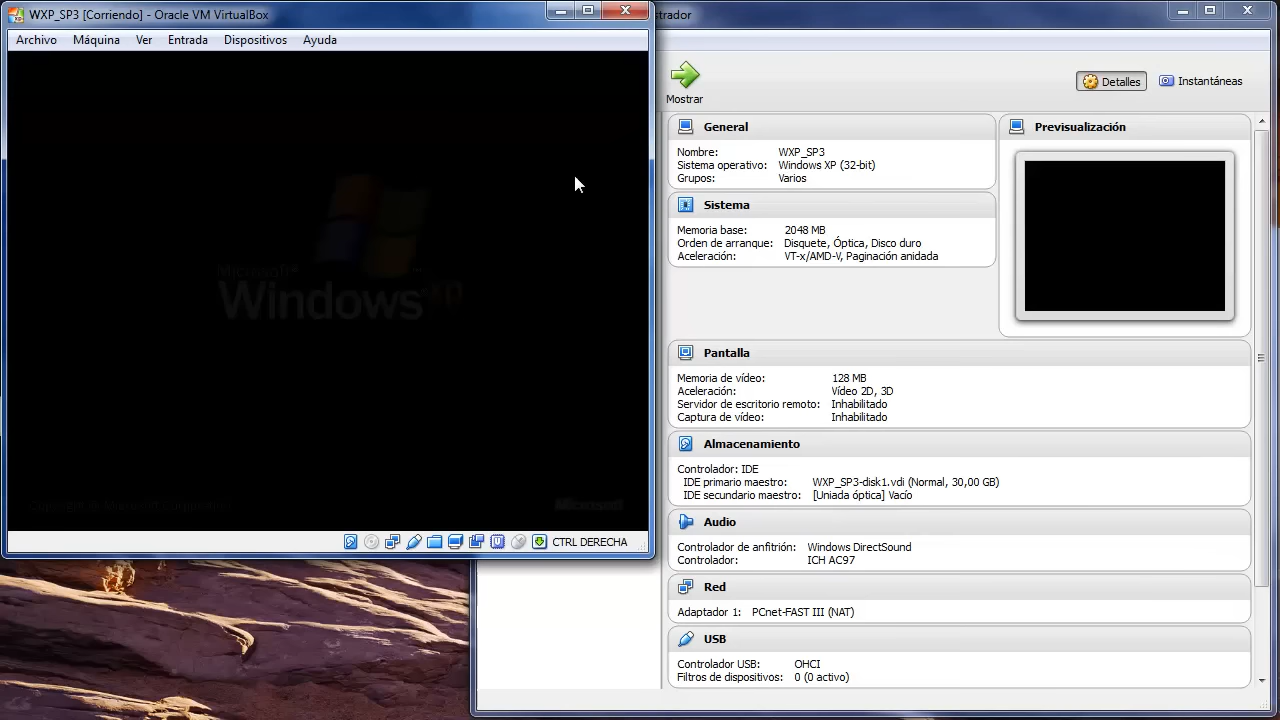 WXP_SP3 [Corriendo] - Oracle VM VirtualBox
Archivo Máquina Ver Entrada Dispositivos Ayuda
Microsoft®
Windows xp
Microsoft
CTRL DERECHA
strador
Mostrar
Detalles
Instantáneas
General
Nombre: WXP_SP3
Sistema operativo: Windows XP (32-bit)
Grupos: Varios
Previsualización
Sistema
Memoria base: 2048 MB
Orden de arranque: Disquete, Óptica, Disco duro
Aceleración: VT-x/AMD-V, Paginación anidada
Pantalla
Memoria de vídeo: 128 MB
Aceleración: Vídeo 2D, 3D
Servidor de escritorio remoto: Inhabilitado
Captura de vídeo: Inhabilitado
Almacenamiento
Controlador: IDE
IDE primario maestro: WXP_SP3-disk1.vdi (Normal, 30,00 GB)
IDE secundario maestro: [Uniada óptica] Vacío
Audio
Controlador de anfitrión: Windows DirectSound
Controlador: ICH AC97
Red
Adaptador 1: PCnet-FAST III (NAT)
USB
Controlador USB: OHCI
Filtros de dispositivos: 0 (0 activo)